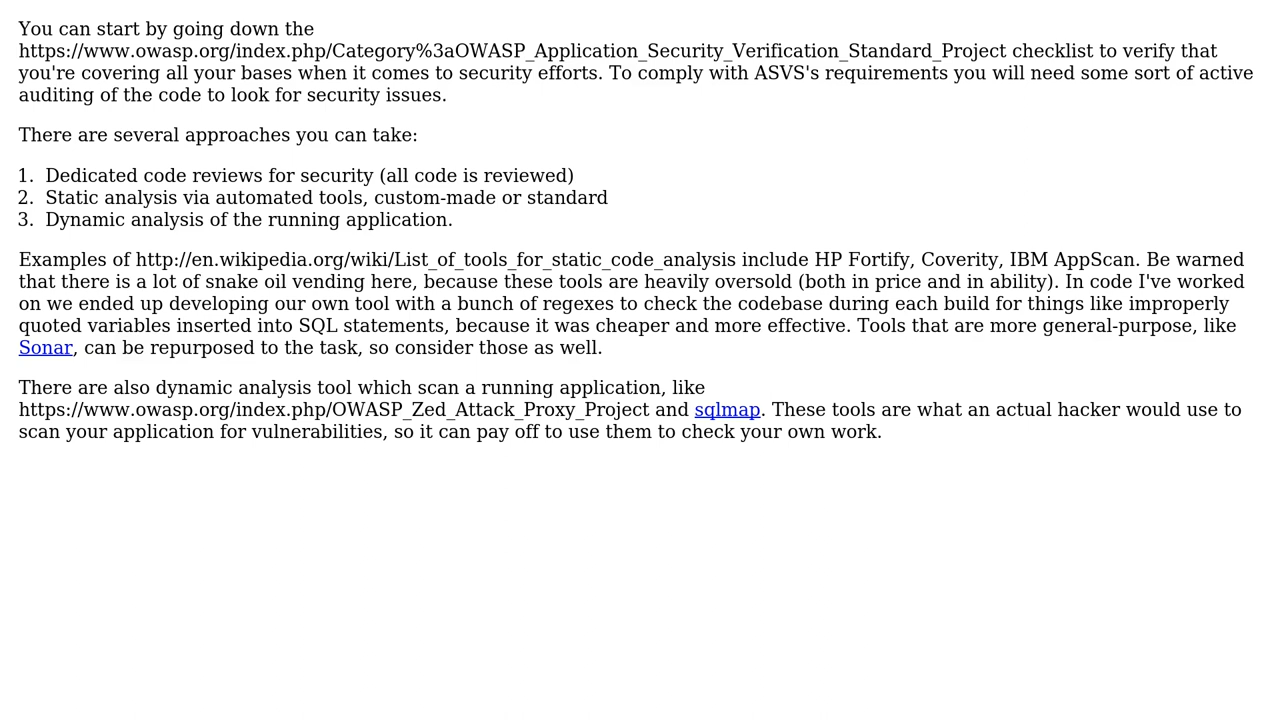 You can start by going down the
https://www.owasp.org/index.php/Category%3aOWASP_Application_Security_Verification_Standard_Project checklist to verify that
you're covering all your bases when it comes to security efforts. To comply with ASVS's requirements you will need some sort of active
auditing of the code to look for security issues.
There are several approaches you can take:
1. Dedicated code reviews for security (all code is reviewed)
2. Static analysis via automated tools, custom-made or standard
3. Dynamic analysis of the running application.
Examples of http://en.wikipedia.org/wiki/List_of_tools_for_static_code_analysis include HP Fortify, Coverity, IBM AppScan. Be warned
that there is a lot of snake oil vending here, because these tools are heavily oversold (both in price and in ability). In code I've worked
on we ended up developing our own tool with a bunch of regexes to check the codebase during each build for things like improperly
quoted variables inserted into SQL statements, because it was cheaper and more effective. Tools that are more general-purpose, like
Sonar, can be repurposed to the task, so consider those as well.
There are also dynamic analysis tool which scan a running application, like
https://www.owasp.org/index.php/OWASP_Zed_Attack_Proxy_Project and sqlmap. These tools are what an actual hacker would use to
scan your application for vulnerabilities, so it can pay off to use them to check your own work.